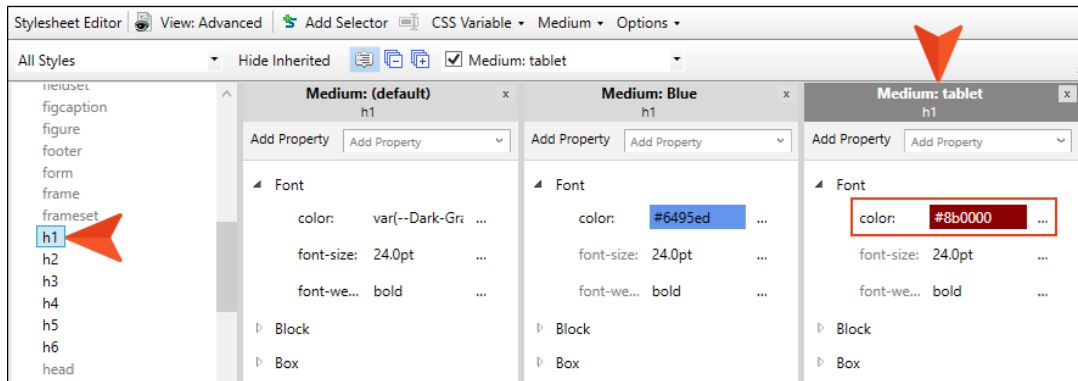 Stylesheet Editor View: Advanced Add Selector CSS Variable Medium Options
All Styles Hide Inherited Medium: tablet
fieldset
figcaption
figure
footer
form
frame
frameset
h1
h2
h3
h4
h5
h6
head
Medium: (default) x
h1
Add Property Add Property
Font
color: var(--Dark-Gra ...
font-size: 24.0pt ...
font-we... bold ...
Block
Box
Medium: Blue x
h1
Add Property Add Property
Font
color: #6495ed ...
font-size: 24.0pt ...
font-we... bold ...
Block
Box
Medium: tablet x
h1
Add Property Add Property
Font
color: #8b0000 ...
font-size: 24.0pt ...
font-we... bold ...
Block
Box